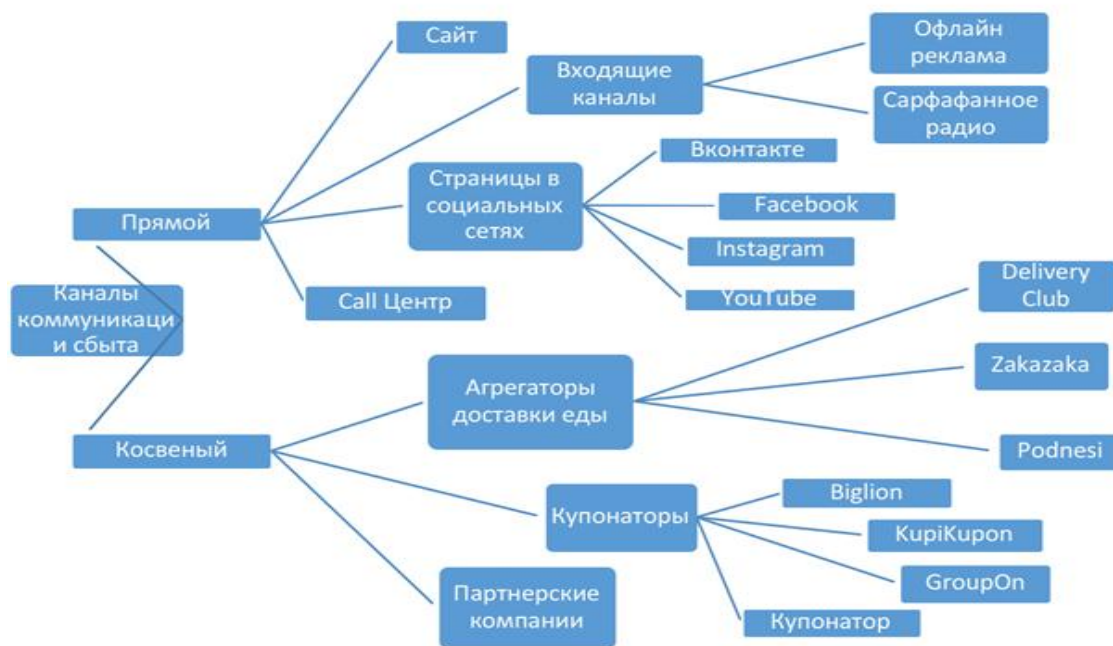 Сайт
Офлайн
реклама
Входящие
каналы
Сарфафанное
радио
Вконтакте
Страницы в
социальных
сетях
Facebook
Прямой
Instagram
Delivery
Club
YouTube
Call Центр
Каналы
коммуникаци
и сбыта
Zakazaka
Агрегаторы
доставки еды
Косвеный
Podnesi
Biglion
Купонаторы
KupiKupon
GroupOn
Партнерские
компании
Купонатор